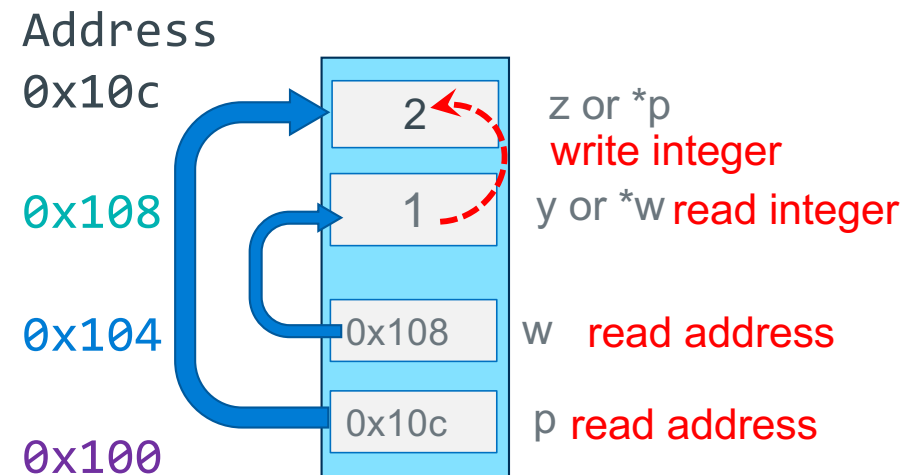 Address
0x10c
2
z or *p
write integer
0x108
1
y or *w read integer
0x104
0x108
w read address
0x10c
p read address
0x100